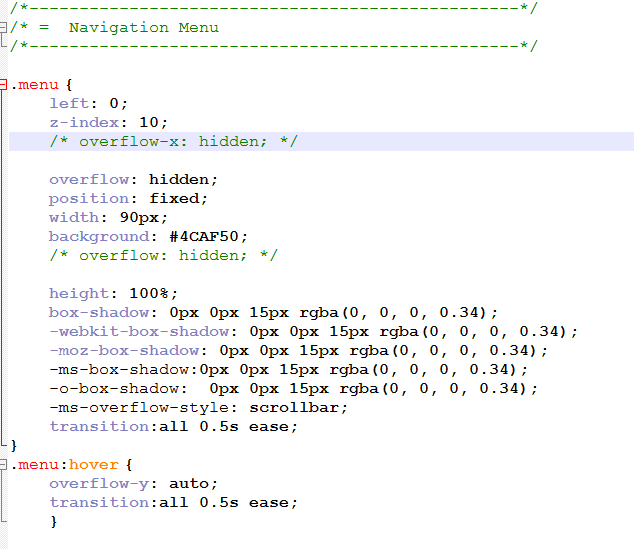 /*-------------------------------------------------*/
/* =  Navigation Menu
/*-------------------------------------------------*/
.menu {
    left: 0;
    z-index: 10;
    /* overflow-x: hidden; */
    overflow: hidden;
    position: fixed;
    width: 90px;
    background: #4CAF50;
    /* overflow: hidden; */
    height: 100%;
    box-shadow: 0px 0px 15px rgba(0, 0, 0, 0.34);
    -webkit-box-shadow: 0px 0px 15px rgba(0, 0, 0, 0.34);
    -moz-box-shadow: 0px 0px 15px rgba(0, 0, 0, 0.34);
    -ms-box-shadow:0px 0px 15px rgba(0, 0, 0, 0.34);
    -o-box-shadow:  0px 0px 15px rgba(0, 0, 0, 0.34);
    -ms-overflow-style: scrollbar;
    transition:all 0.5s ease;
}
.menu:hover {
    overflow-y: auto;
    transition:all 0.5s ease;
    }